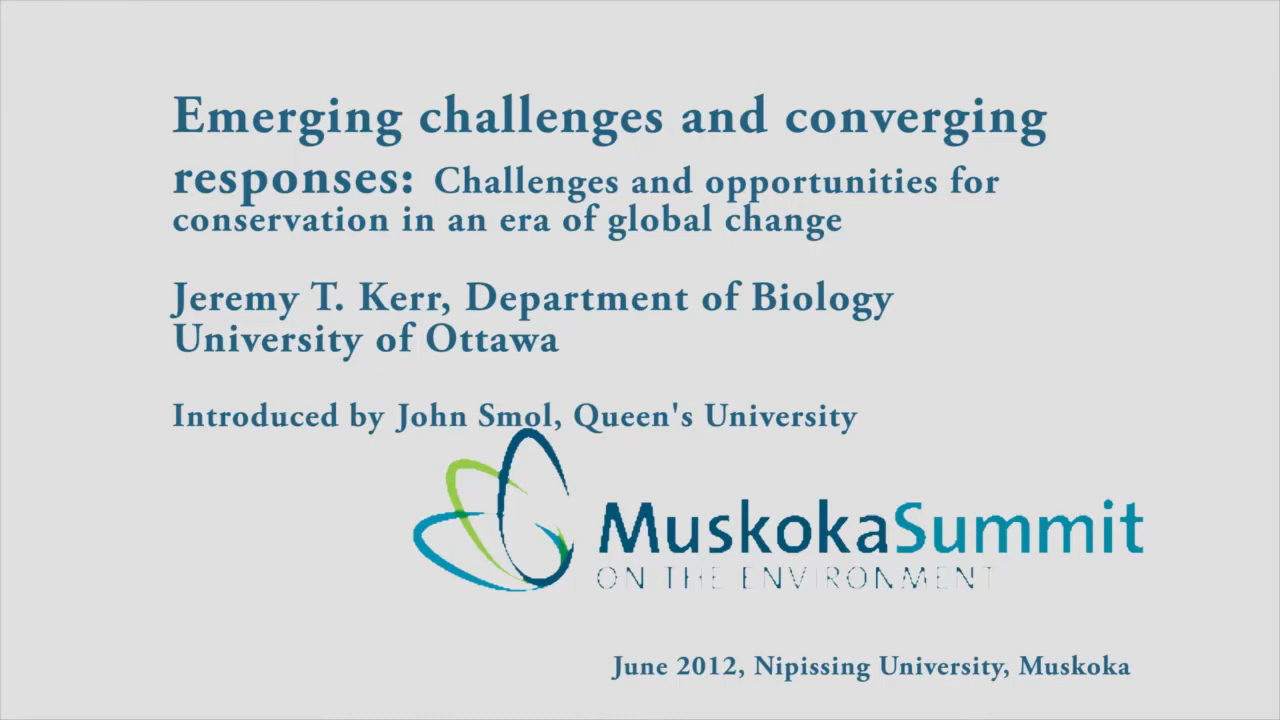 Emerging challenges and converging
responses: Challenges and opportunities for
conservation in an era of global change
Jeremy T. Kerr, Department of Biology
University of Ottawa
Introduced by John Smol, Queen's University
MuskokaSummit
ON THE ENVIRONMENT
June 2012, Nipissing University, Muskoka